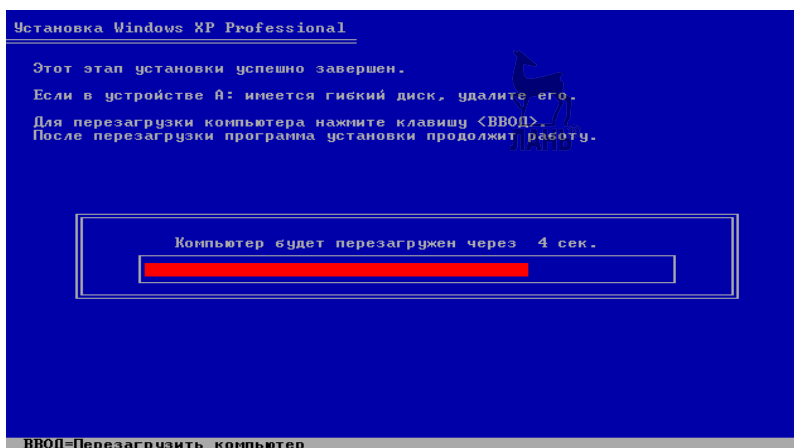 Установка Windows XP Professional
Этот этап установки успешно завершен.
Если в устройстве A: имеется гибкий диск, удалите его.
Для перезагрузки компьютера нажмите клавишу <ВВОД>.
После перезагрузки программа установки продолжит работу.
ЛАНЬ
Компьютер будет перезагружен через 4 сек.
ВВОД=Перезагрузить компьютер